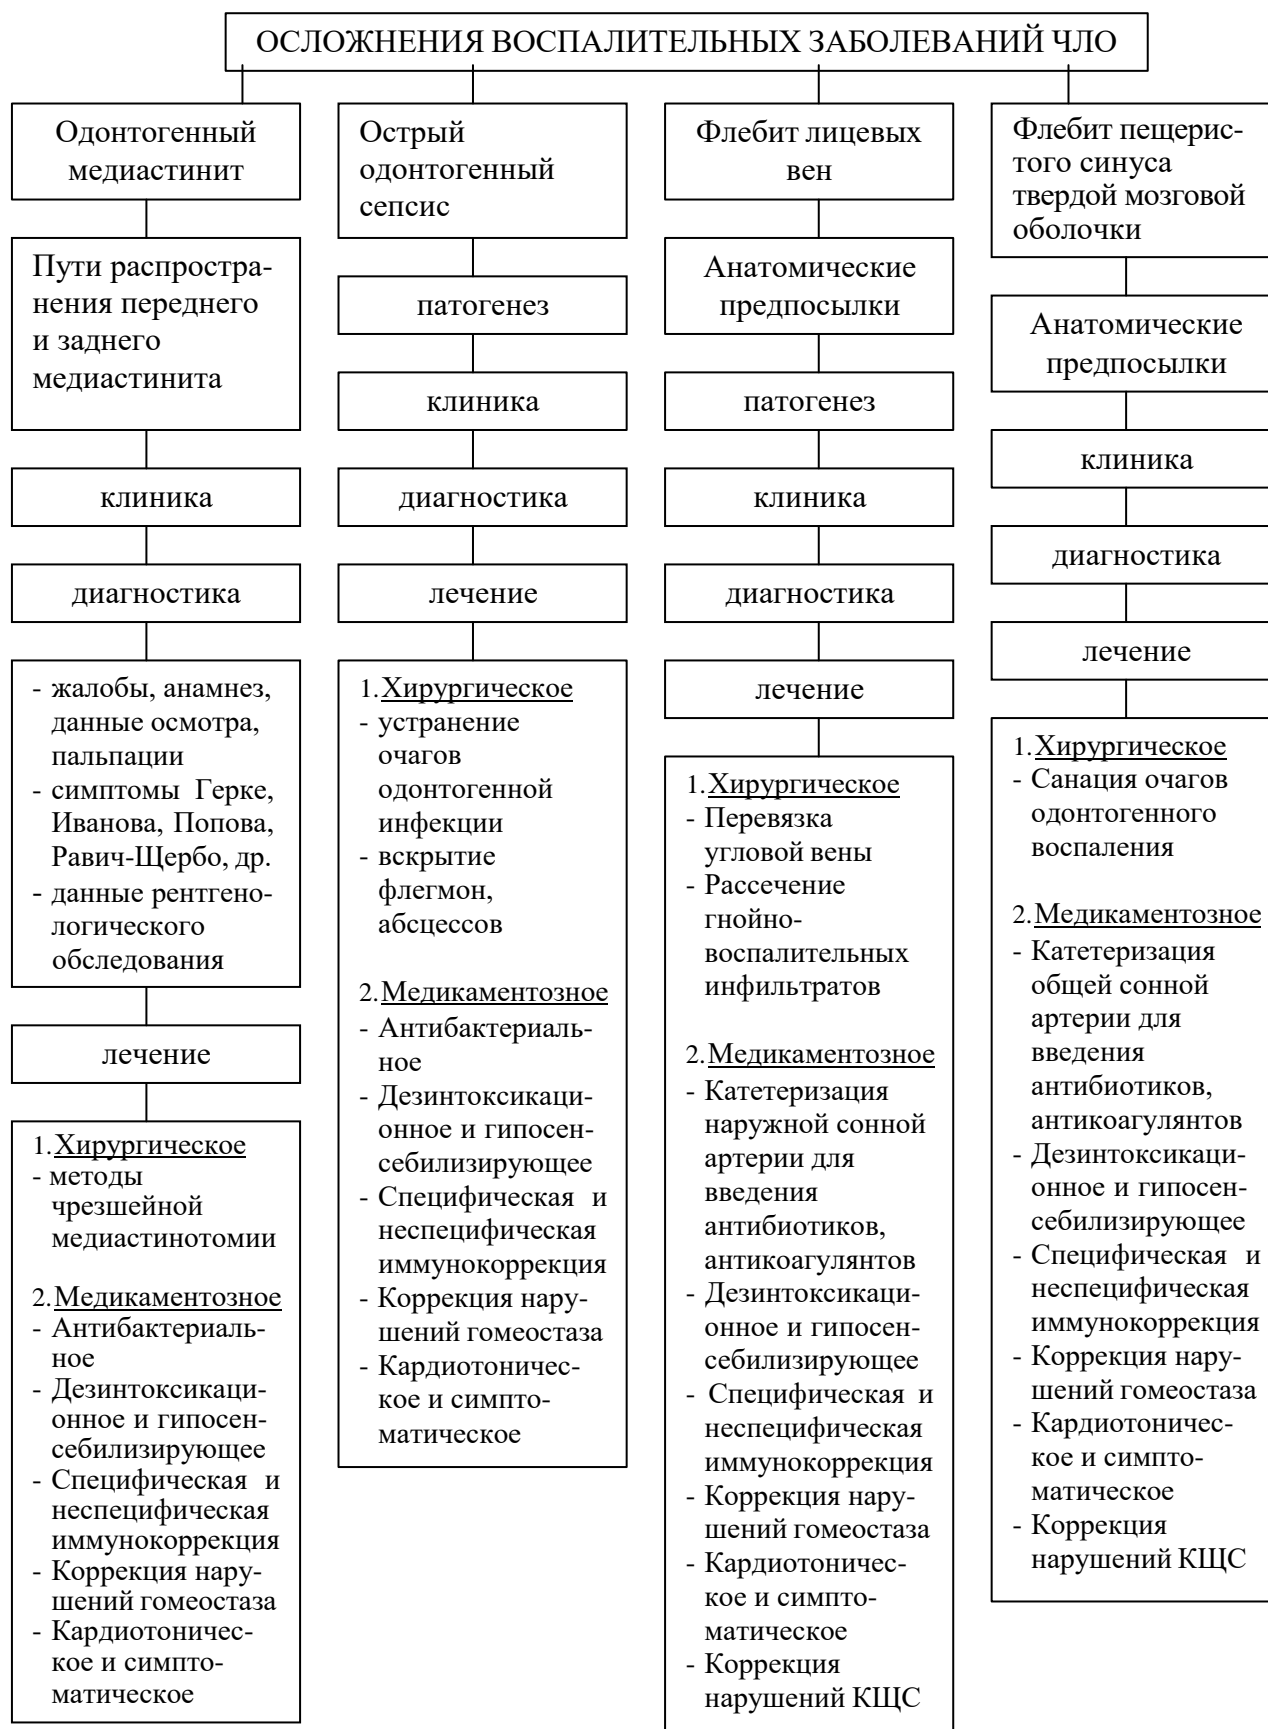 ОСЛОЖНЕНИЯ ВОСПАЛИТЕЛЬНЫХ ЗАБОЛЕВАНИЙ ЧЛО
Одонтогенный
медиастинит
Пути распростра-
нения переднего
и заднего
медиастинита
клиника
диагностика
- жалобы, анамнез,
данные осмотра,
пальпации
- симптомы Герке,
Иванова, Попова,
Равич-Щербо, др.
- данные рентгено-
логического
обследования
лечение
1. Хирургическое
- методы
чрезшейной
медиастинотомии
2. Медикаментозное
- Антибактериаль-
ное
- Дезинтоксикаци-
онное и гипосен-
себилизирующее
- Специфическая и
неспецифическая
иммунокоррекция
- Коррекция нару-
шений гомеостаза
- Кардиотоничес-
кое и симпто-
матическое
Острый
одонтогенный
сепсис
патогенез
клиника
диагностика
лечение
1. Хирургическое
- устранение
очагов
одонтогенной
инфекции
- вскрытие
флегмон,
абсцессов
2. Медикаментозное
- Антибактериаль-
ное
- Дезинтоксикаци-
онное и гипосен-
себилизирующее
- Специфическая и
неспецифическая
иммунокоррекция
- Коррекция нару-
шений гомеостаза
- Кардиотоничес-
кое и симпто-
матическое
Флебит лицевых
вен
Анатомические
предпосылки
патогенез
клиника
диагностика
лечение
1. Хирургическое
- Перевязка
угловой вены
- Рассечение
гнойно-
воспалительных
инфильтратов
2. Медикаментозное
- Катетеризация
наружной сонной
артерии для
введения
антибиотиков,
антикоагулянтов
- Дезинтоксикаци-
онное и гипосен-
себилизирующее
- Специфическая и
неспецифическая
иммунокоррекция
- Коррекция нару-
шений гомеостаза
- Кардиотоничес-
кое и симпто-
матическое
- Коррекция
нарушений КЩС
Флебит пещерис-
того синуса
твердой мозговой
оболочки
Анатомические
предпосылки
клиника
диагностика
лечение
1. Хирургическое
- Санация очагов
одонтогенного
воспаления
2. Медикаментозное
- Катетеризация
общей сонной
артерии для
введения
антибиотиков,
антикоагулянтов
- Дезинтоксикаци-
онное и гипосен-
себилизирующее
- Специфическая и
неспецифическая
иммунокоррекция
- Коррекция нару-
шений гомеостаза
- Кардиотоничес-
кое и симпто-
матическое
- Коррекция
нарушений КЩС